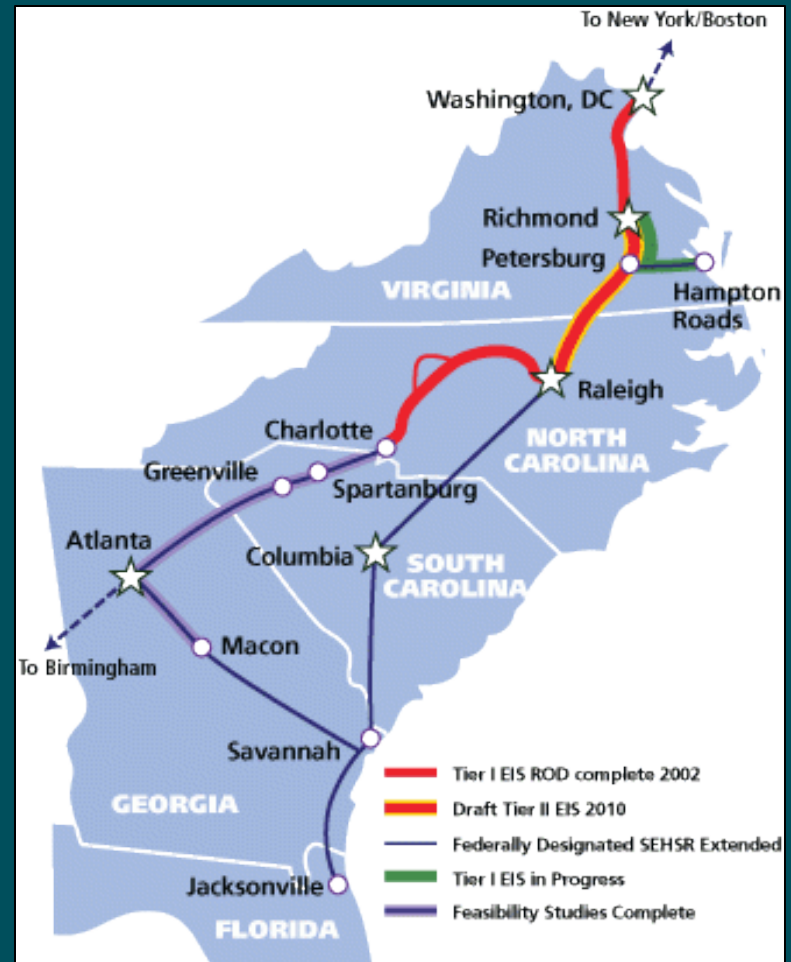 To New York/Boston
Washington, DC
Richmond
Petersburg
VIRGINIA
Hampton
Roads
Raleigh
Charlotte
NORTH
CAROLINA
Greenville
Spartanburg
Atlanta
Columbia
SOUTH
CAROLINA
Macon
To Birmingham
Savannah
GEORGIA
Jacksonville
FLORIDA
Tier I EIS ROD complete 2002
Draft Tier II EIS 2010
Federally Designated SEHSR Extended
Tier I EIS in Progress
Feasibility Studies Complete